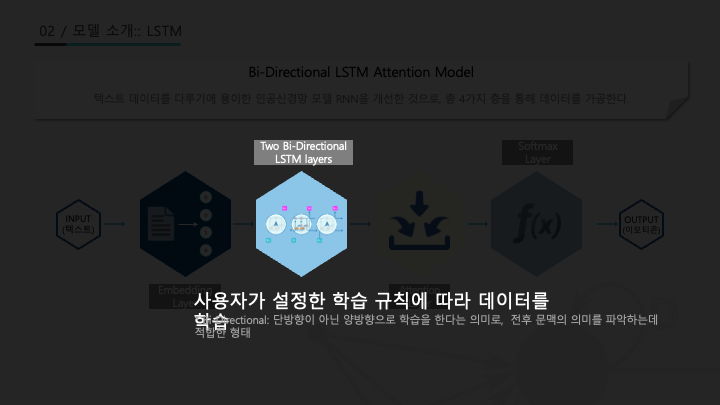 02 / 모델 소개:: LSTM
Bi-Directional LSTM Attention Model
텍스트 데이터를 다루기에 용이한 인공신경망 모델 RNN을 개선한 것으로, 총 4가지 층을 통해 데이터를 가공한다.
Two Bi-Directional
LSTM layers
Softmax
Layer
INPUT
(텍스트)
f(x)
OUTPUT
(이모티콘)
Embedding
Layer
Attention
사용자가 설정한 학습 규칙에 따라 데이터를
학습
Bi-Directional: 단방향이 아닌 양방향으로 학습을 한다는 의미로, 전후 문맥의 의미를 파악하는데
적합한 형태